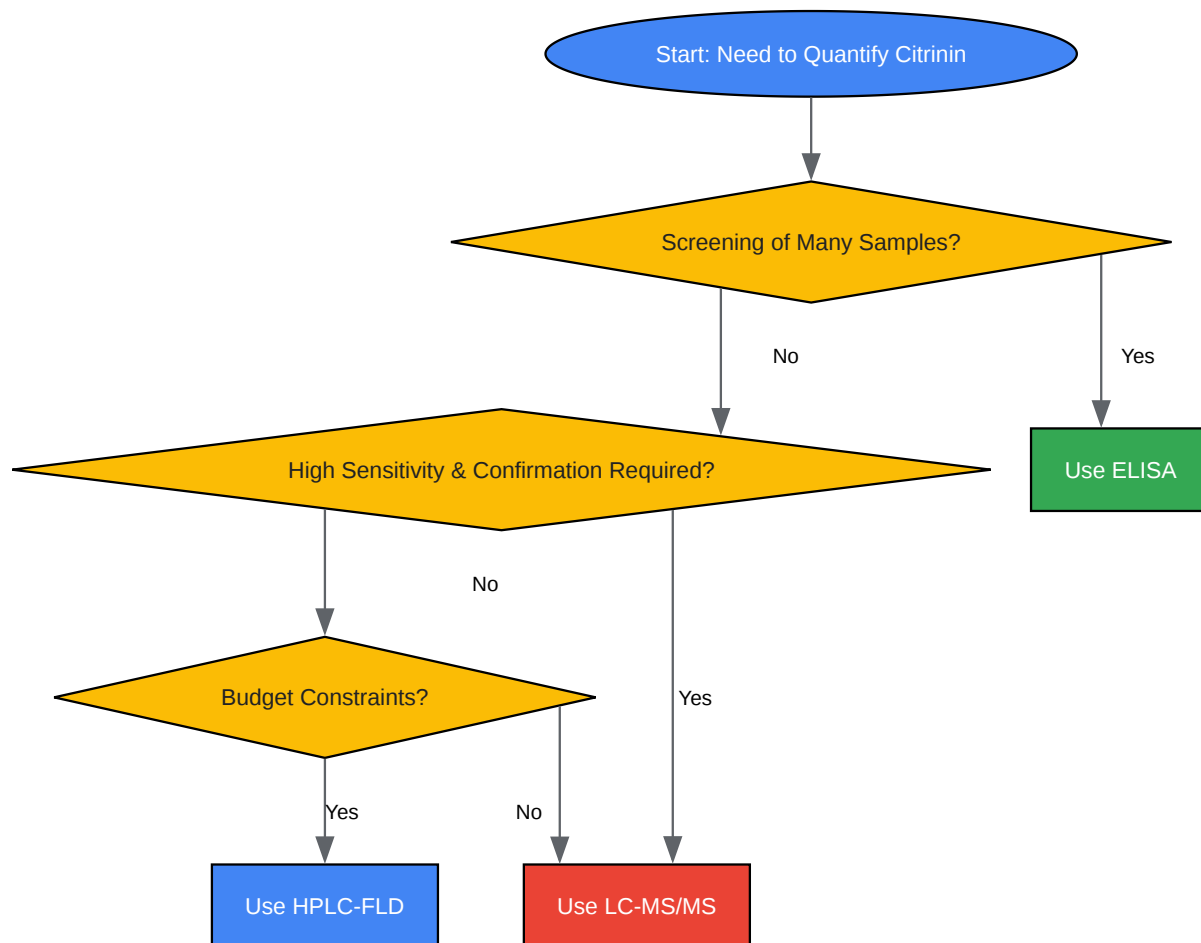 Start: Need to Quantify Citrinin
Screening of Many Samples?
No
Yes
High Sensitivity & Confirmation Required?
Use ELISA
No
Budget Constraints?
Yes
Yes
No
Use HPLC-FLD
Use LC-MS/MS